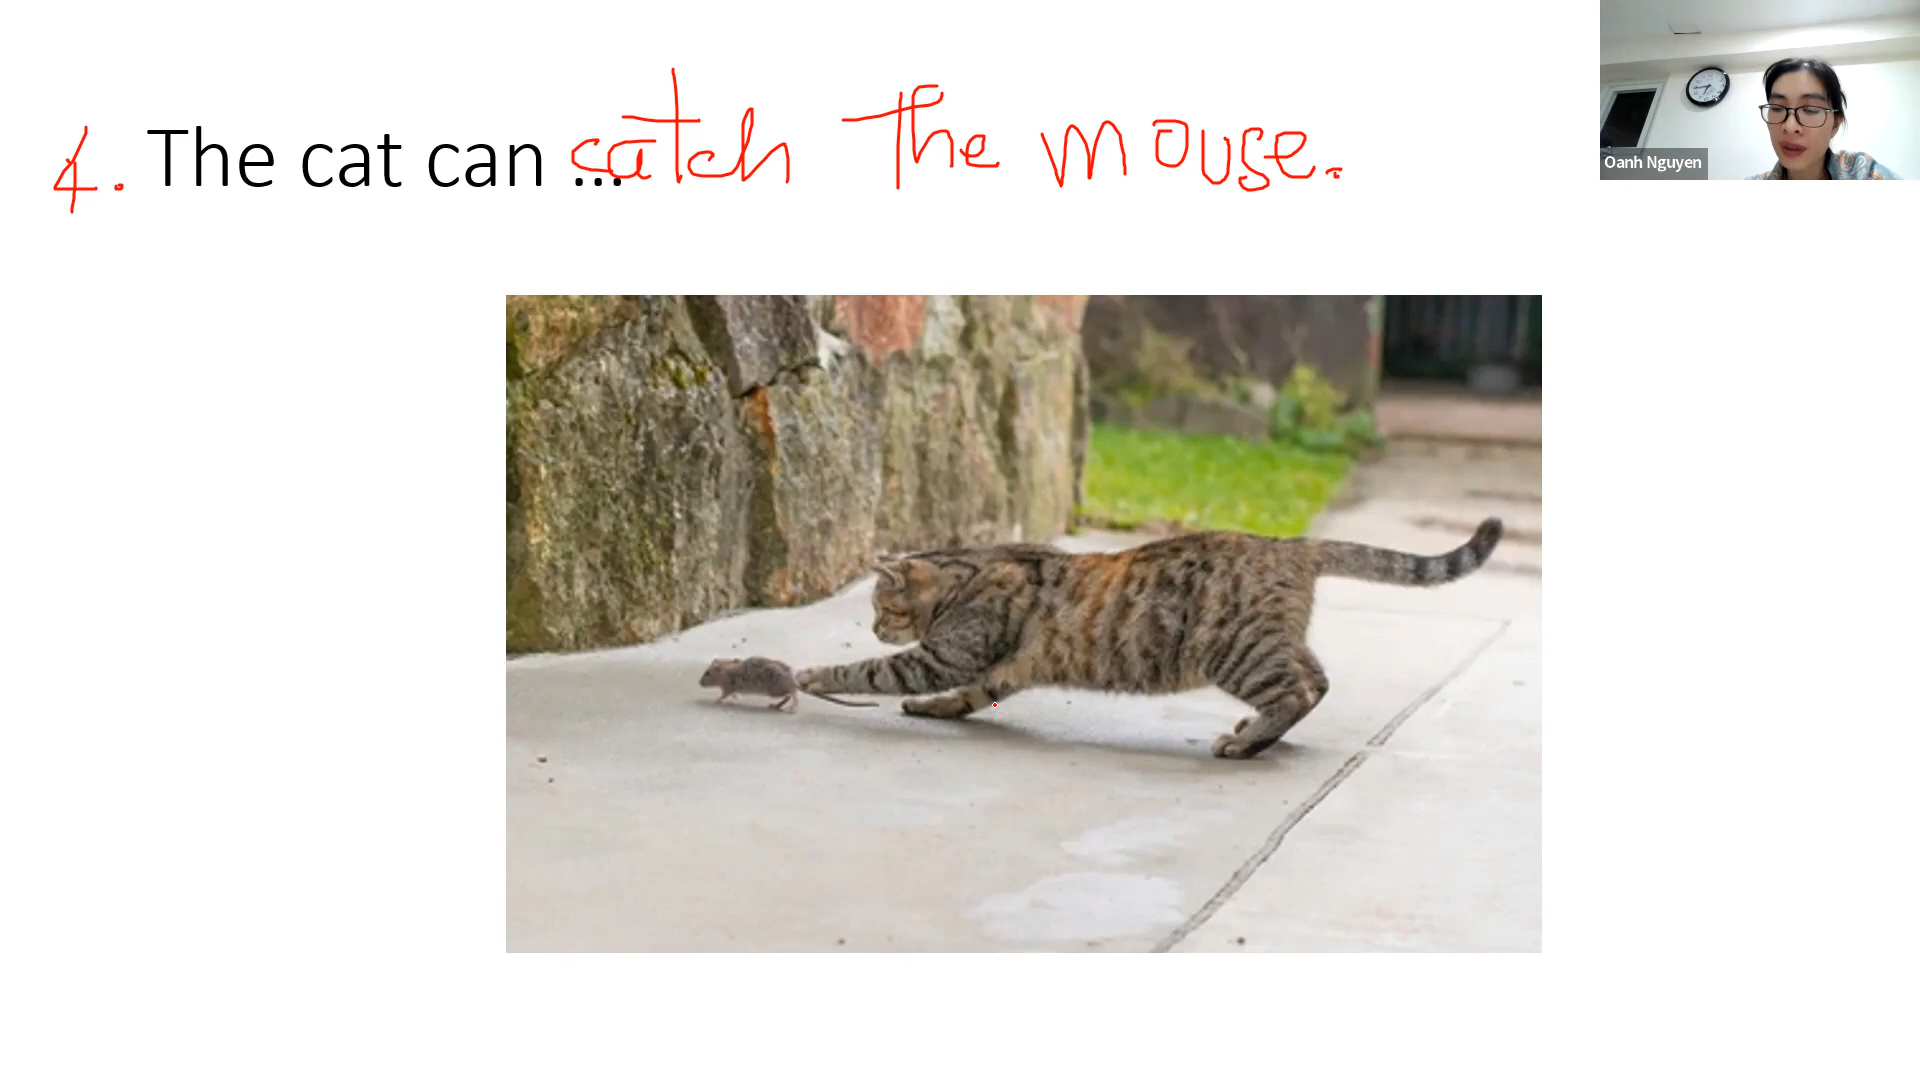 4. The cat can ... catch the mouse.
Oanh Nguyen